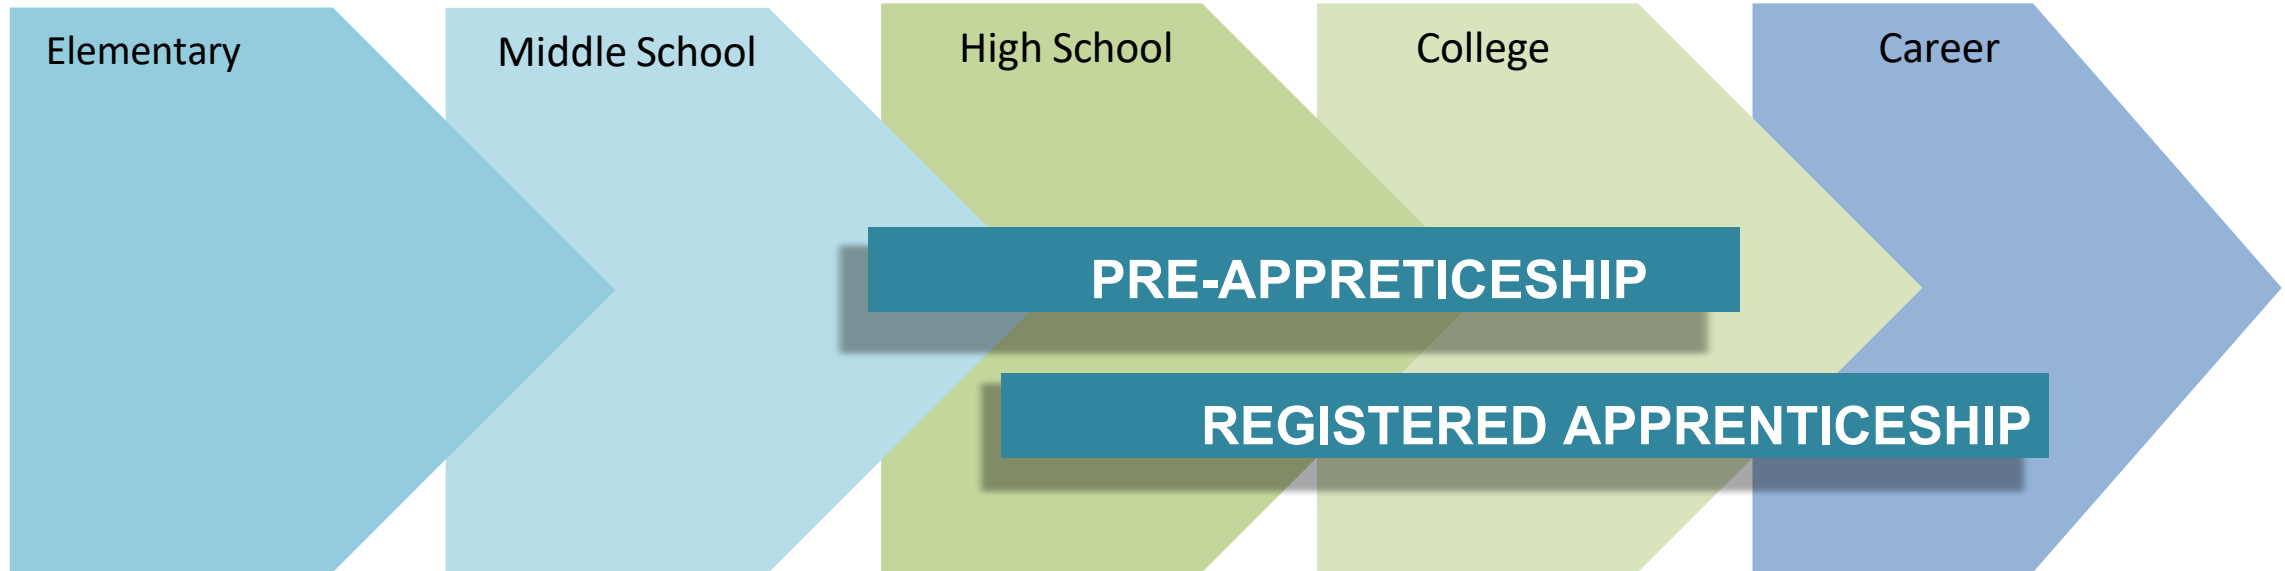 Elementary
Middle School
High School
College
Career
PRE-APPRETICESHIP
REGISTERED APPRENTICESHIP